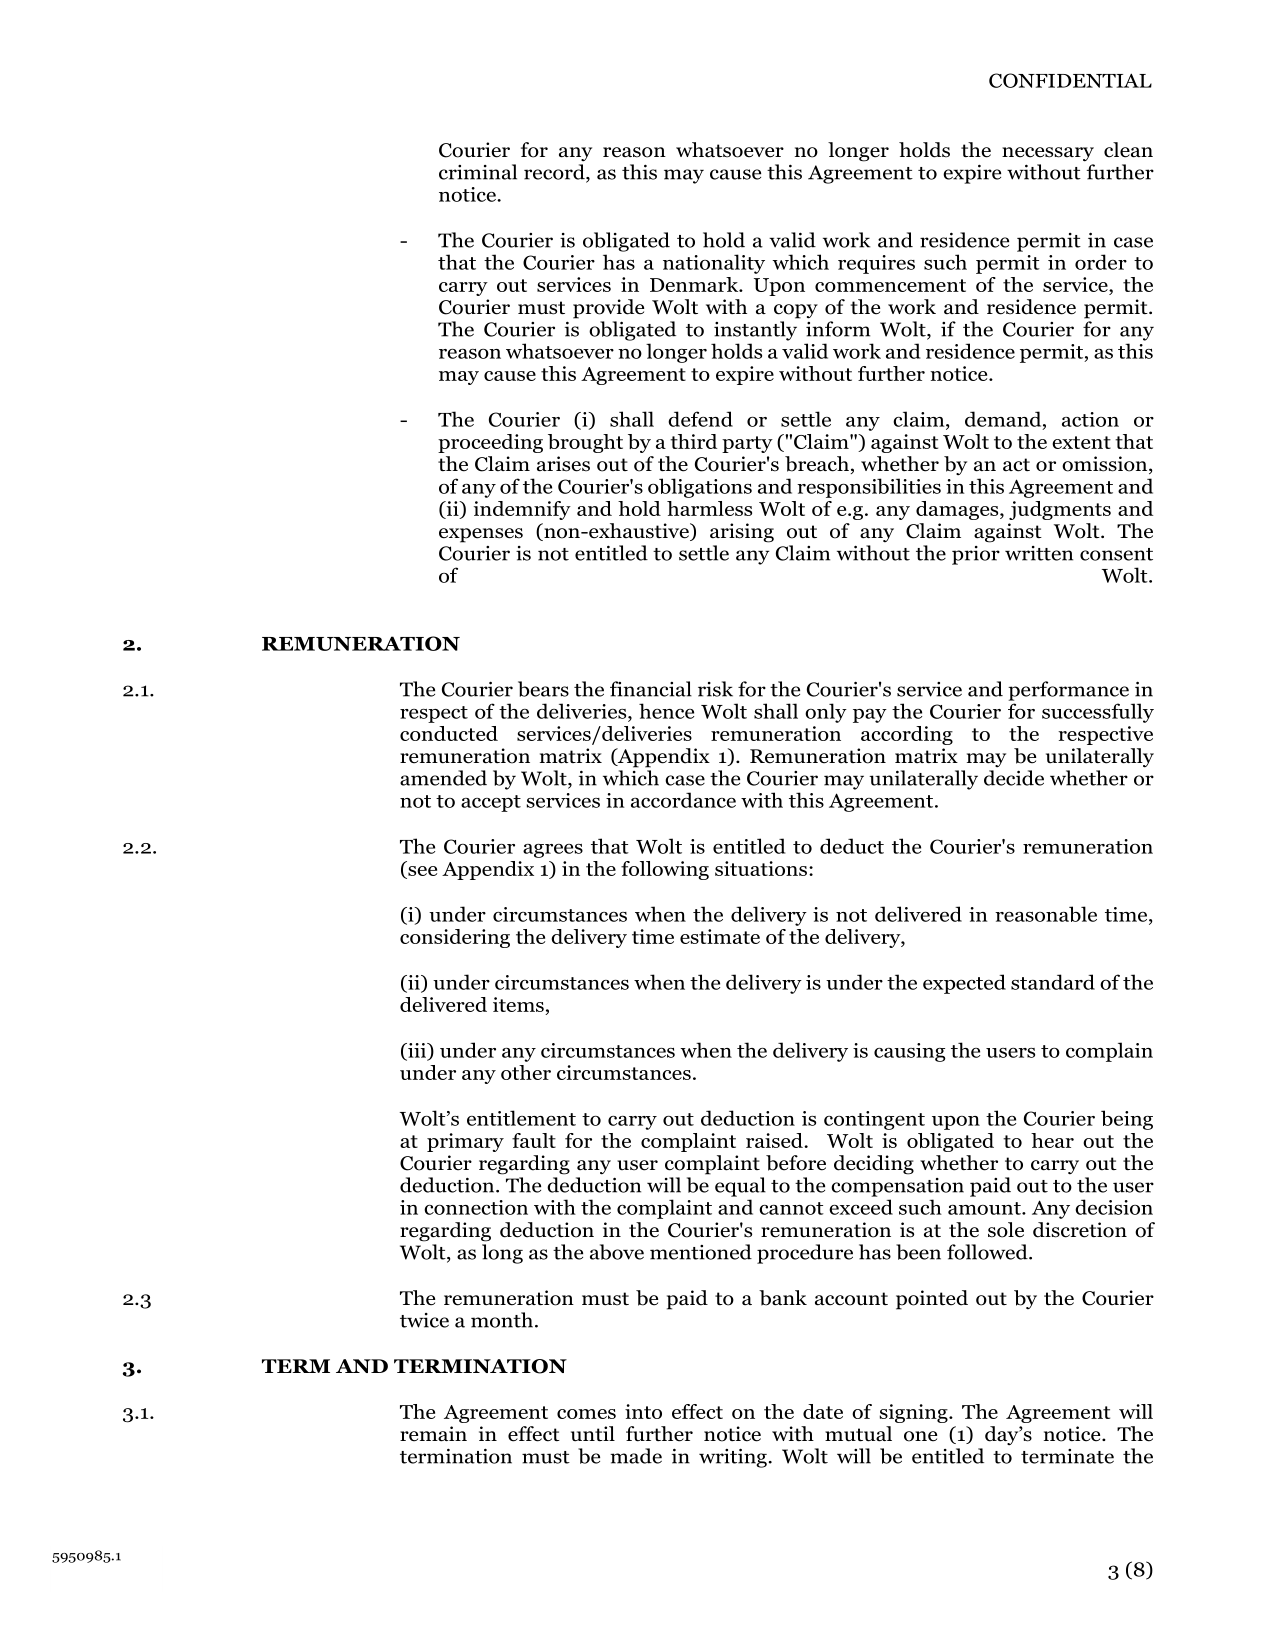 CONFIDENTIAL
Courier for any reason whatsoever no longer holds the necessary clean
criminal record, as this may cause this Agreement to expire without further
notice.
- The Courier is obligated to hold a valid work and residence permit in case
that the Courier has a nationality which requires such permit in order to
carry out services in Denmark. Upon commencement of the service, the
Courier must provide Wolt with a copy of the work and residence permit.
The Courier is obligated to instantly inform Wolt, if the Courier for any
reason whatsoever no longer holds a valid work and residence permit, as this
may cause this Agreement to expire without further notice.
- The Courier (i) shall defend or settle any claim, demand, action or
proceeding brought by a third party ("Claim") against Wolt to the extent that
the Claim arises out of the Courier's breach, whether by an act or omission,
of any of the Courier's obligations and responsibilities in this Agreement and
(ii) indemnify and hold harmless Wolt of e.g. any damages, judgments and
expenses (non-exhaustive) arising out of any Claim against Wolt. The
Courier is not entitled to settle any Claim without the prior written consent
of Wolt.
2. REMUNERATION
2.1. The Courier bears the financial risk for the Courier's service and performance in
respect of the deliveries, hence Wolt shall only pay the Courier for successfully
conducted services/deliveries remuneration according to the respective
remuneration matrix (Appendix 1). Remuneration matrix may be unilaterally
amended by Wolt, in which case the Courier may unilaterally decide whether or
not to accept services in accordance with this Agreement.
2.2. The Courier agrees that Wolt is entitled to deduct the Courier's remuneration
(see Appendix 1) in the following situations:
(i) under circumstances when the delivery is not delivered in reasonable time,
considering the delivery time estimate of the delivery,
(ii) under circumstances when the delivery is under the expected standard of the
delivered items,
(iii) under any circumstances when the delivery is causing the users to complain
under any other circumstances.
Wolt’s entitlement to carry out deduction is contingent upon the Courier being
at primary fault for the complaint raised. Wolt is obligated to hear out the
Courier regarding any user complaint before deciding whether to carry out the
deduction. The deduction will be equal to the compensation paid out to the user
in connection with the complaint and cannot exceed such amount. Any decision
regarding deduction in the Courier's remuneration is at the sole discretion of
Wolt, as long as the above mentioned procedure has been followed.
2.3 The remuneration must be paid to a bank account pointed out by the Courier
twice a month.
3. TERM AND TERMINATION
3.1. The Agreement comes into effect on the date of signing. The Agreement will
remain in effect until further notice with mutual one (1) day’s notice. The
termination must be made in writing. Wolt will be entitled to terminate the
5950985.1
3 (8)